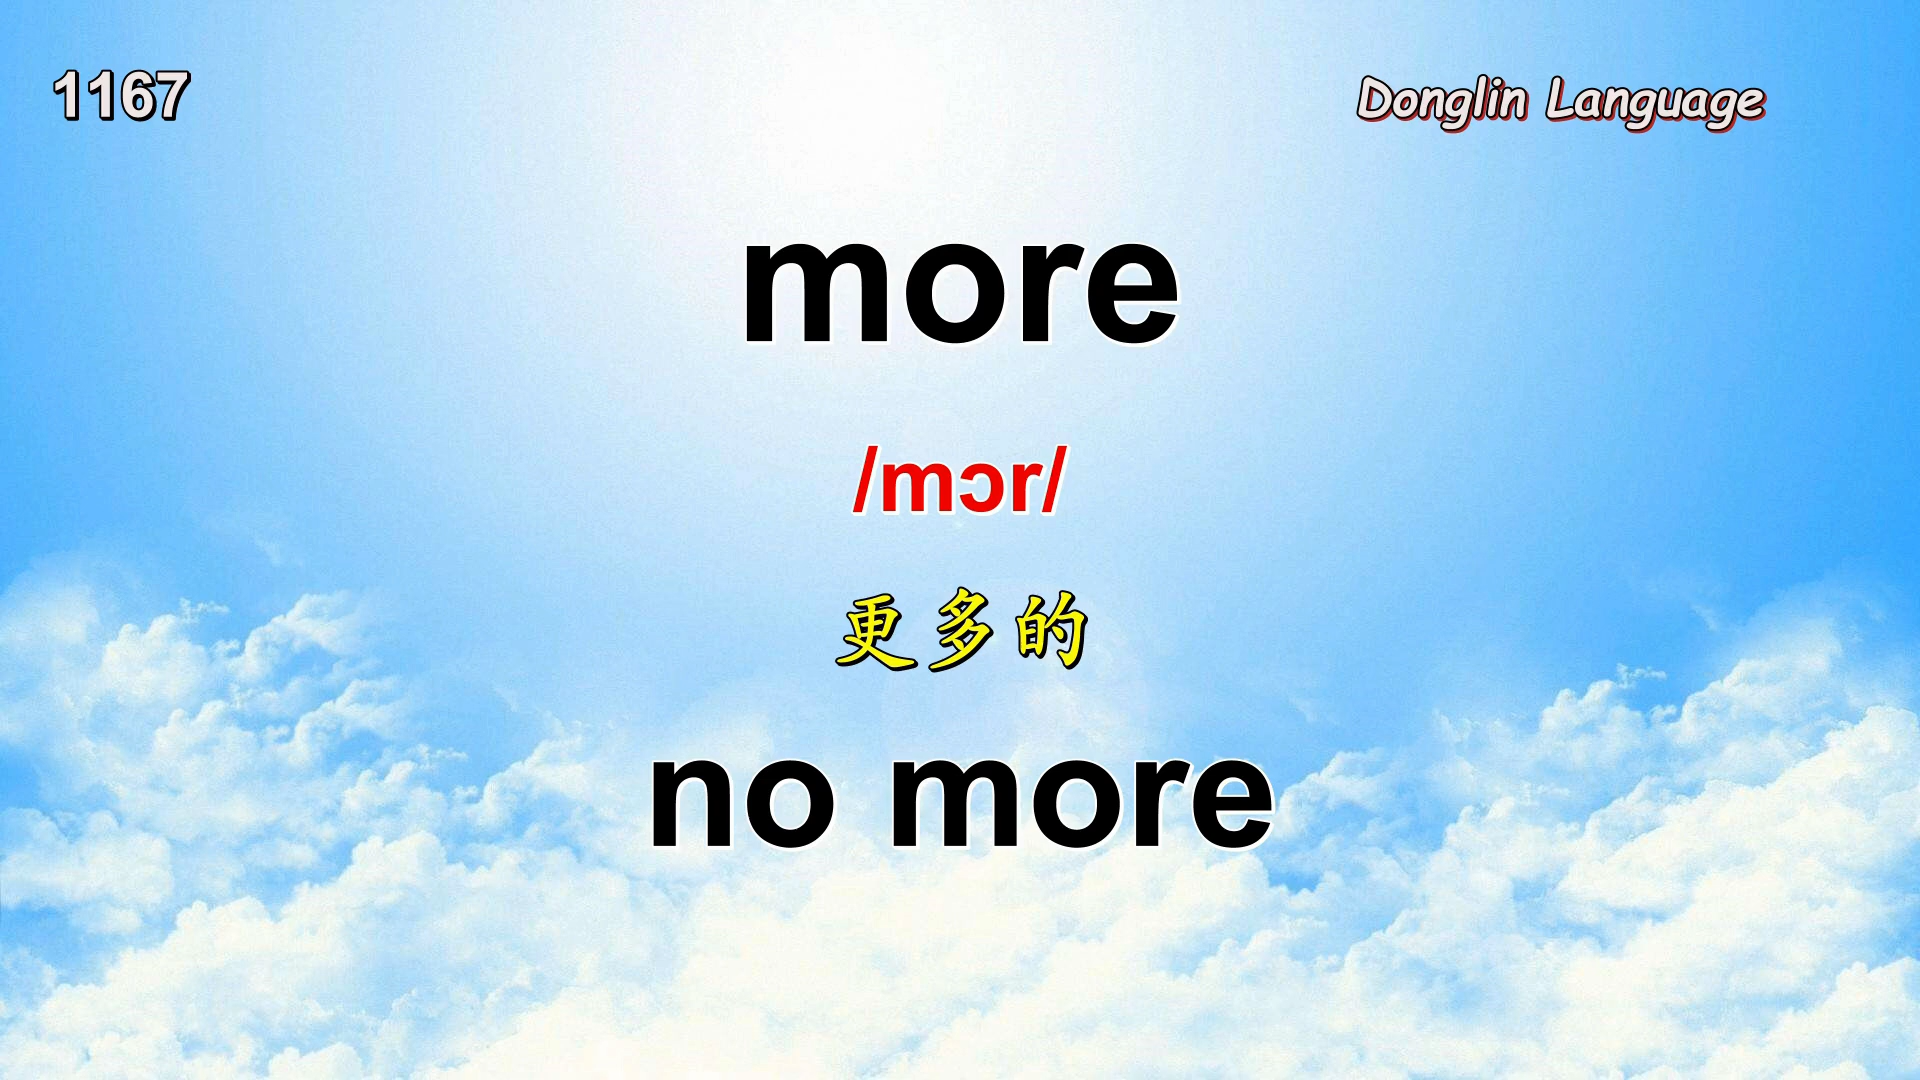 1167
Donglin Language
more
/mɔr/
更多的
no more